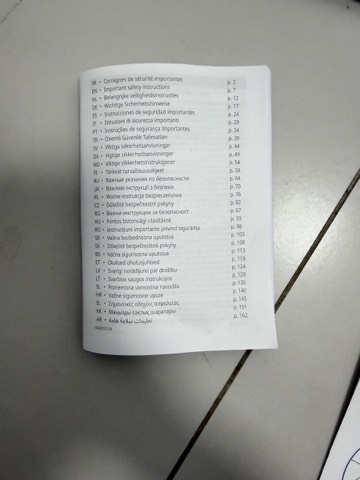 FR • Consignes de sécurité importantes p. 2
EN • Important safety instructions p. 7
NL • Belangrijke veiligheidsinstructies p. 12
DE • Wichtige Sicherheitshinweise p. 17
ES • Instrucciones de seguridad importantes p. 24
IT • Istruzioni di sicurezza importanti p. 29
PT • Instruções de segurança importantes p. 34
TR • Önemli Güvenlik Talimatları p. 39
SV • Viktiga säkerhetsanvisningar p. 44
DA • Vigtige sikkerhedsanvisninger p. 49
NO • Viktige sikkerhetsinstruksjoner p. 54
FI • Tärkeät turvallisuusohjeet p. 58
RU • Важные указания по безопасности p. 64
UK • Важливі інструкції з безпеки p. 70
PL • Ważne instrukcje bezpieczeństwa p. 76
CZ • Důležité bezpečnostní pokyny p. 82
BG • Важни инструкции за безопасност p. 87
HU • Fontos biztonsági utasítások p. 93
RO • Instrucțiuni importante privind siguranța p. 98
SR • Važne bezbednosna uputstva p. 103
SK • Dôležité bezpečnostné pokyny p. 108
BS • Važne sigurnosna uputstva p. 113
ET • Olulised ohutusjuhised p. 119
LV • Svarīgi norādījumi par drošību p. 124
LT • Svarbios saugos instrukcijos p. 129
SL • Pomembna varnostna navodila p. 135
HR • Važne sigurnosne upute p. 140
EL • Σημαντικές οδηγίες ασφαλείας p. 145
KK • Маңызды сақтық шаралары p. 151
AR • تعليمات سلامة هامة p. 162